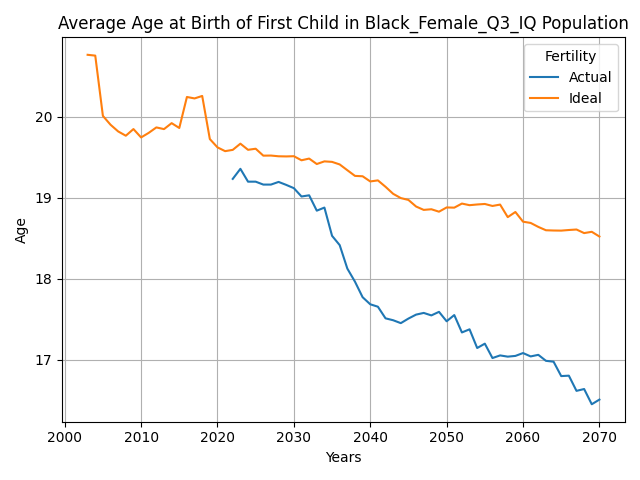 Average Age at Birth of First Child in Black_Female_Q3_IQ Population
Fertility
Actual
Ideal
Age
20
19
18
17
2000 2010 2020 2030 2040 2050 2060 2070
Years